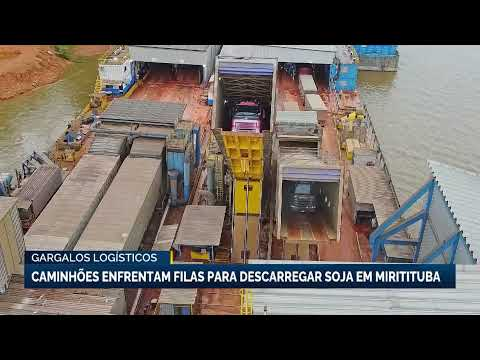 GARGALOS LOGÍSTICOS
CAMINHÕES ENFRENTAM FILAS PARA DESCARREGAR SOJA EM MIRITITUBA